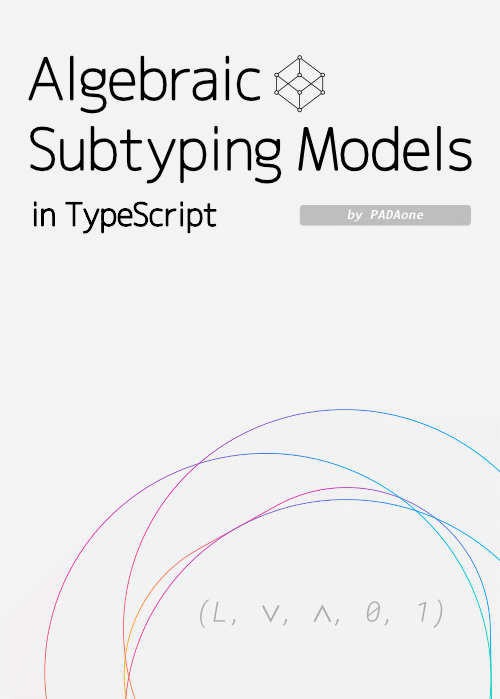 Algebraic
Subtyping Models
in TypeScript
by PADAone
(L, ∨, ∧, 0, 1)